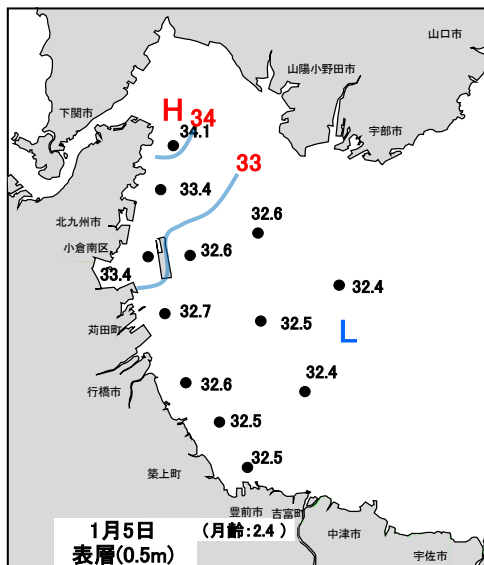 山口市
山陽小野田市
下関市
宇部市
H 34
34.1
33
33.4
北九州市
32.6
小倉南区
32.6
33.4
32.4
32.7
32.5
L
苅田町
32.6
32.4
行橋市
32.5
32.5
築上町
豊前市
吉富町
1月5日 (月齢:2.4)
中津市
表層(0.5m)
宇佐市